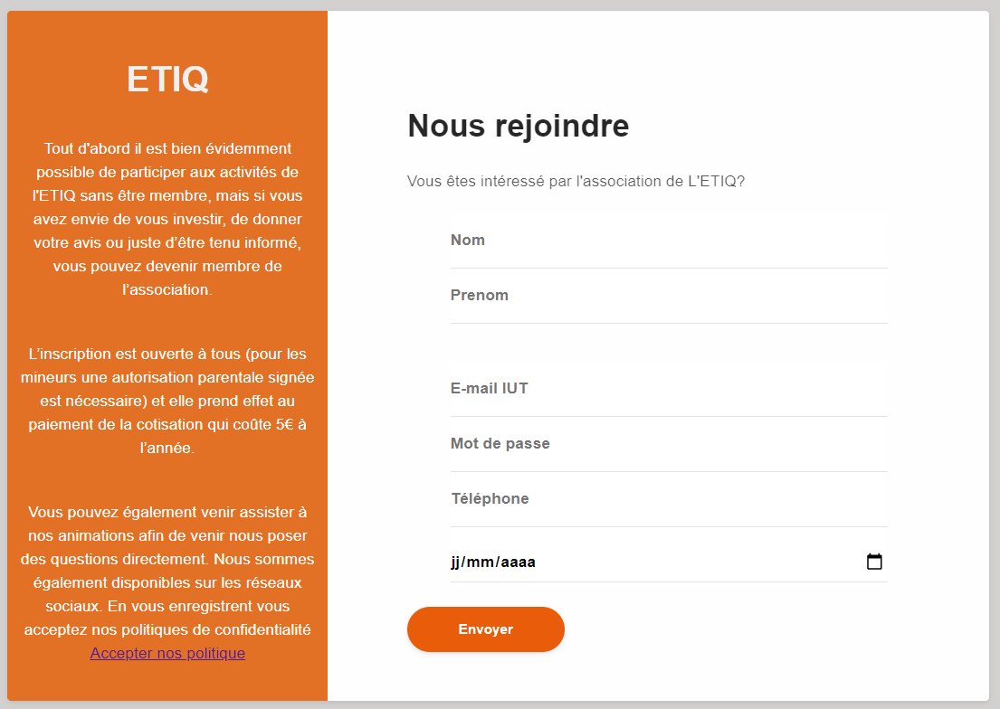 ETIQ
Tout d'abord il est bien évidemment
possible de participer aux activités de
l'ETIQ sans être membre, mais si vous
avez envie de vous investir, de donner
votre avis ou juste d’être tenu informé,
vous pouvez devenir membre de
l’association.
L’inscription est ouverte à tous (pour les
mineurs une autorisation parentale signée
est nécessaire) et elle prend effet au
paiement de la cotisation qui coûte 5€ à
l’année.
Vous pouvez également venir assister à
nos animations afin de venir nous poser
des questions directement. Nous sommes
également disponibles sur les réseaux
sociaux. En vous enregistrent vous
acceptez nos politiques de confidentialité
Accepter nos politique
Nous rejoindre
Vous êtes intéressé par l'association de L'ETIQ?
Nom
Prenom
E-mail IUT
Mot de passe
Téléphone
jj/mm/aaaa
Envoyer